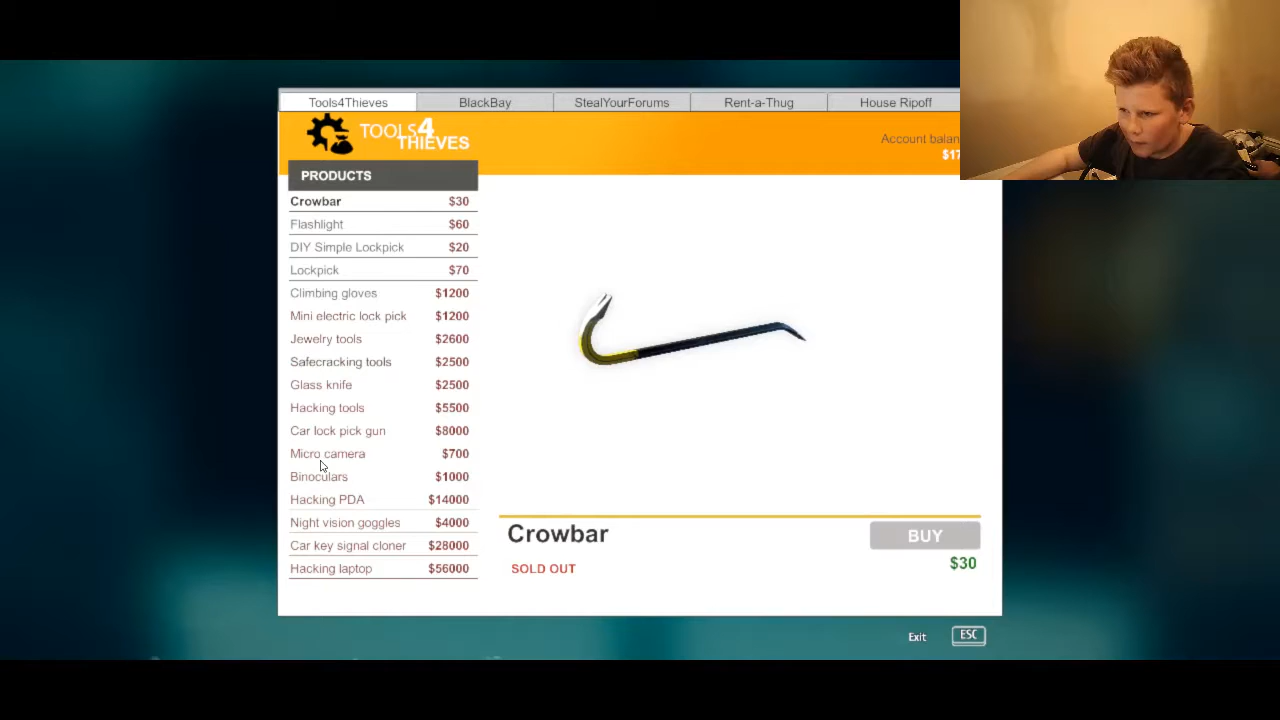 Tools4Thieves BlackBay StealYourForums Rent-a-Thug House Ripoff
TOOLS 4 THIEVES
Account
PRODUCTS
Crowbar $30
Flashlight $60
DIY Simple Lockpick $20
Lockpick $70
Climbing gloves $1200
Mini electric lock pick $1200
Jewelry tools $2600
Safecracking tools $2500
Glass knife $2500
Hacking tools $5500
Car lock pick gun $8000
Micro camera $700
Binoculars $1000
Hacking PDA $14000
Night vision goggles $4000
Car key signal cloner $28000
Hacking laptop $56000
Crowbar
BUY
SOLD OUT
$30
Exit ESC